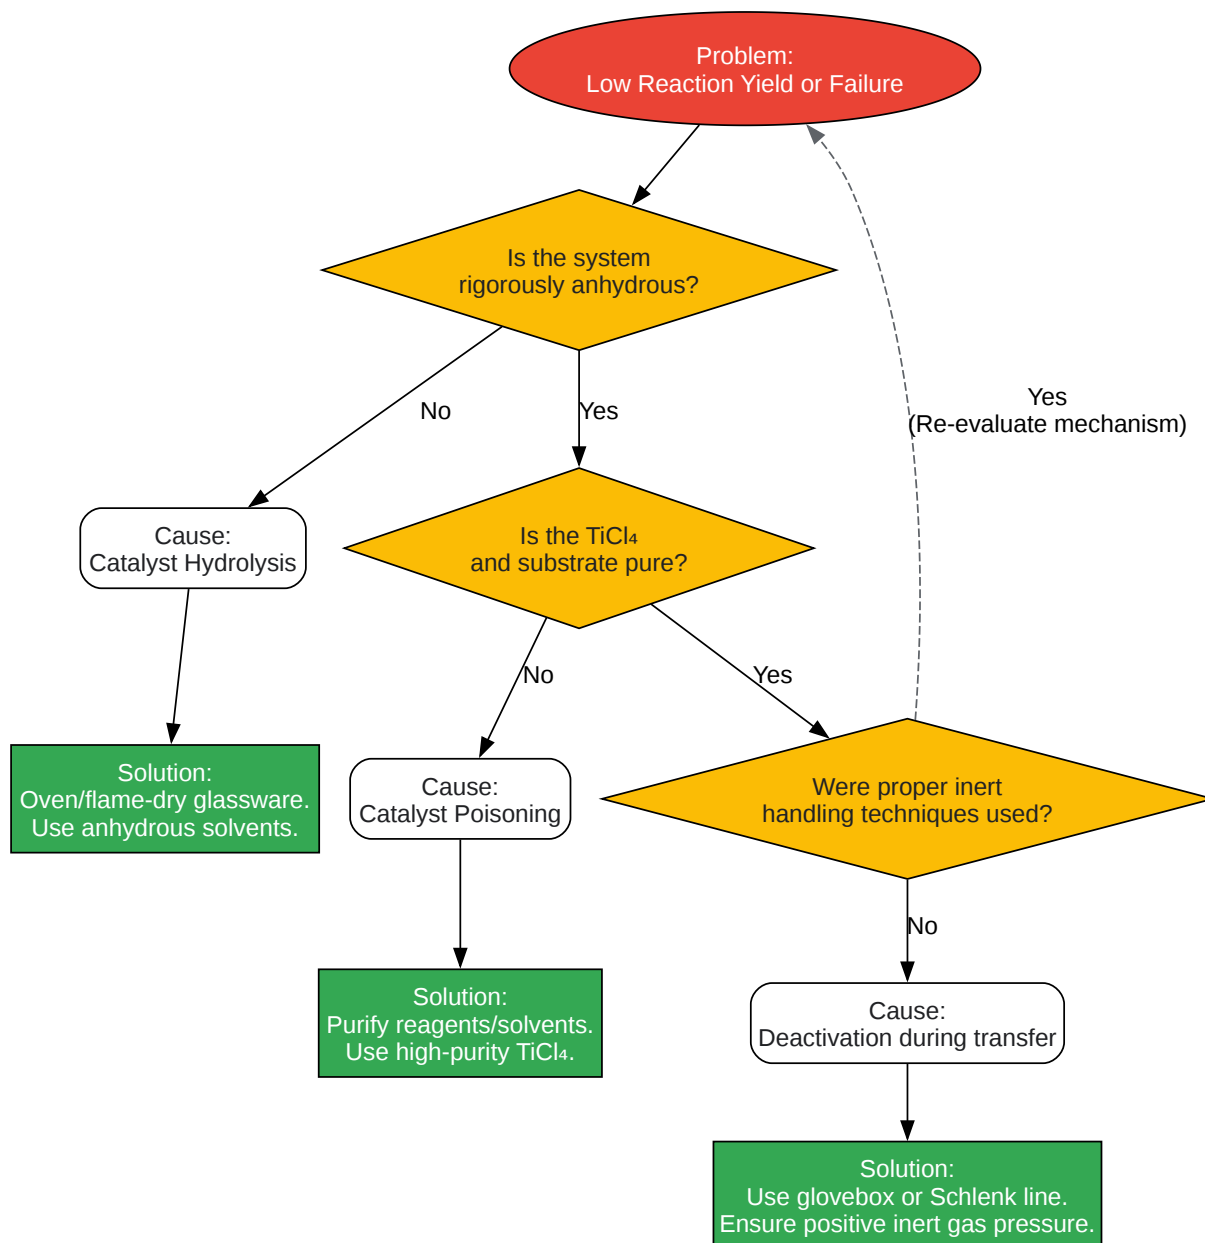 Problem:
Low Reaction Yield or Failure
Is the system
rigorously anhydrous?
No
Yes
Yes
(Re-evaluate mechanism)
Cause:
Catalyst Hydrolysis
Is the TiCl₄
and substrate pure?
No
Yes
Solution:
Oven/flame-dry glassware.
Use anhydrous solvents.
Cause:
Catalyst Poisoning
Were proper inert
handling techniques used?
No
Solution:
Purify reagents/solvents.
Use high-purity TiCl₄.
Cause:
Deactivation during transfer
Solution:
Use glovebox or Schlenk line.
Ensure positive inert gas pressure.